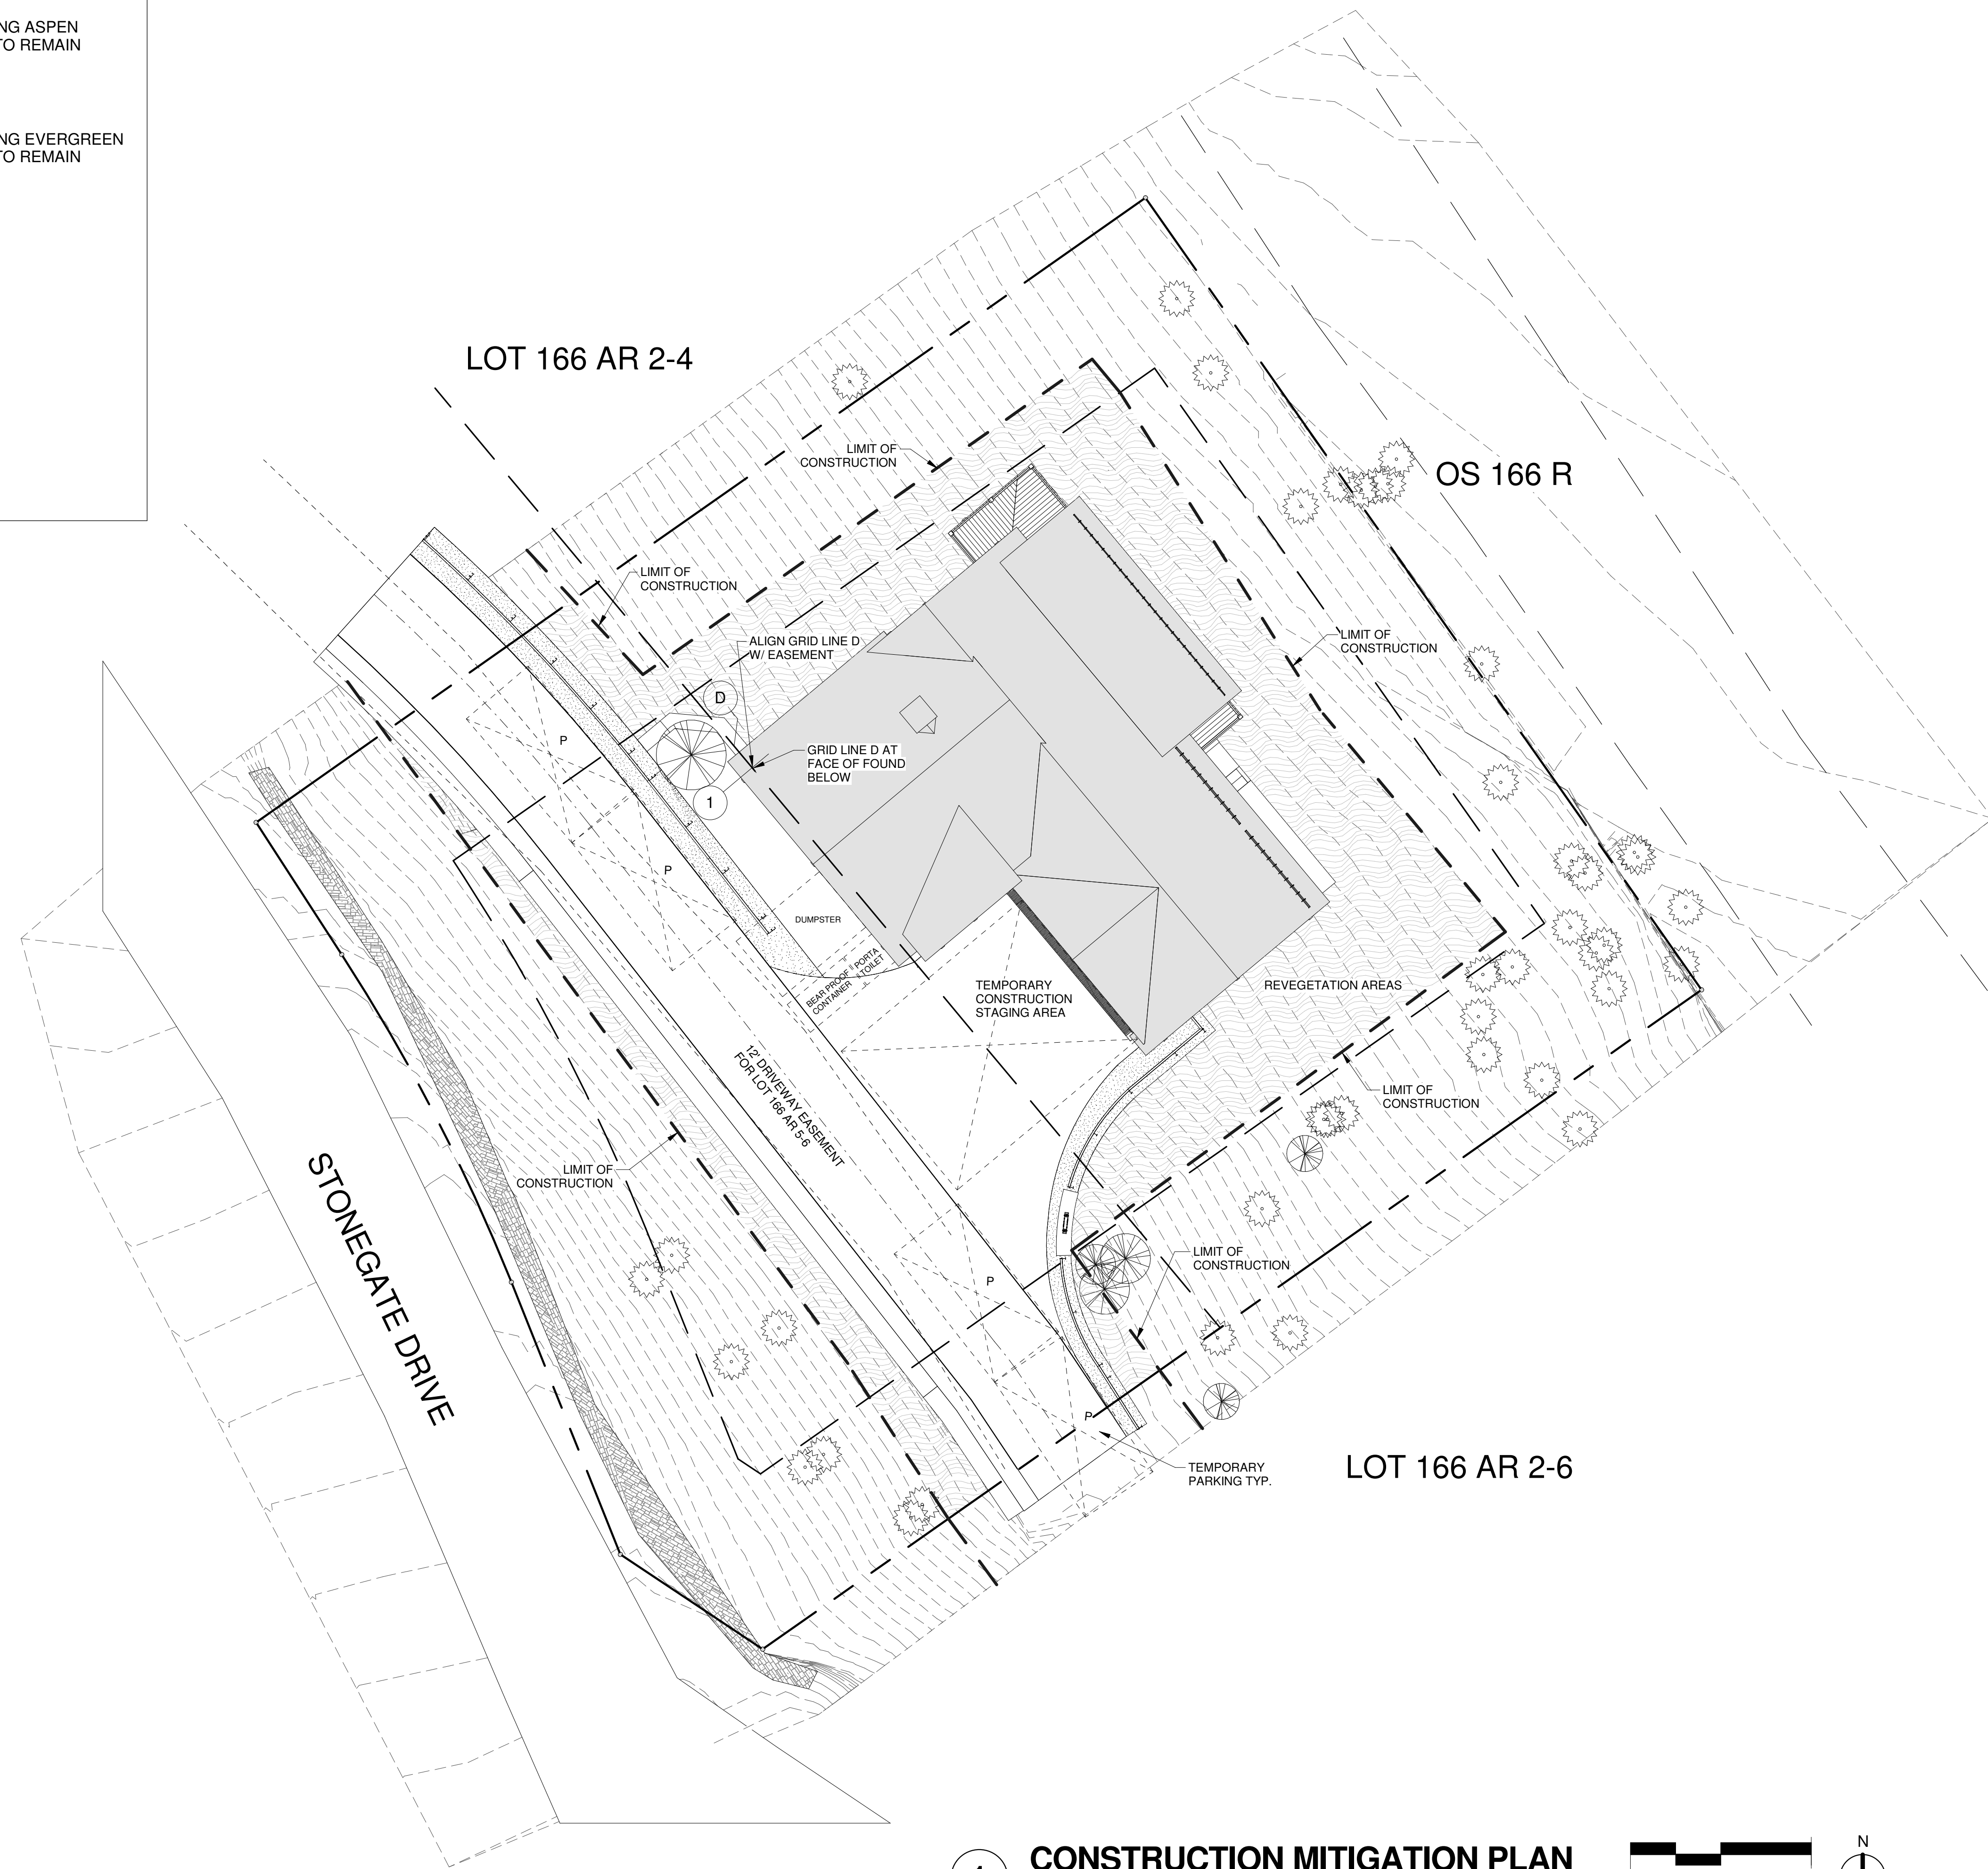 NG ASPEN
TO REMAIN
NG EVERGREEN
TO REMAIN
LOT 166 AR 2-4
OS 166 R
LIMIT OF
CONSTRUCTION
LIMIT OF
CONSTRUCTION
LIMIT OF
CONSTRUCTION
ALIGN GRID LINE D
W/ EASEMENT
D
P
GRID LINE D AT
FACE OF FOUND
BELOW
1
P
DUMPSTER
BEAR PROOF
CONTAINER
PORTA
TOILET
TEMPORARY
CONSTRUCTION
STAGING AREA
REVEGETATION AREAS
12' DRIVEWAY EASEMENT
FOR LOT 166 AR 5-6
LIMIT OF
CONSTRUCTION
LIMIT OF
CONSTRUCTION
STONEGATE DRIVE
LIMIT OF
CONSTRUCTION
P
P
TEMPORARY
PARKING TYP.
LOT 166 AR 2-6
CONSTRUCTION MITIGATION PLAN
N